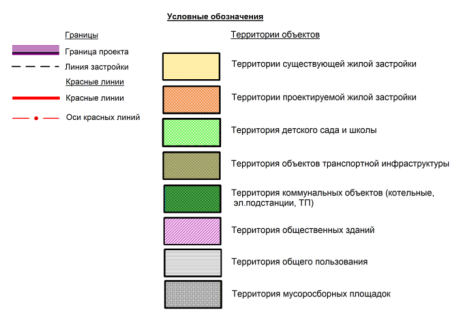 Условные обозначения
Границы
Граница проекта
Линия застройки
Красные линии
Красные линии
Оси красных линий
Территории объектов
Территории существующей жилой застройки
Территории проектируемой жилой застройки
Территория детского сада и школы
Территория объектов транспортной инфраструктуры
Территория коммунальных объектов (котельные,
эл.подстанции, ТП)
Территория общественных зданий
Территория общего пользования
Территория мусоросборных площадок